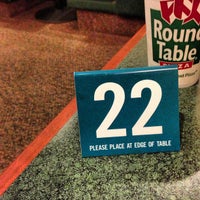 Round
Table
PIZZA
22
PLEASE PLACE AT EDGE OF TABLE